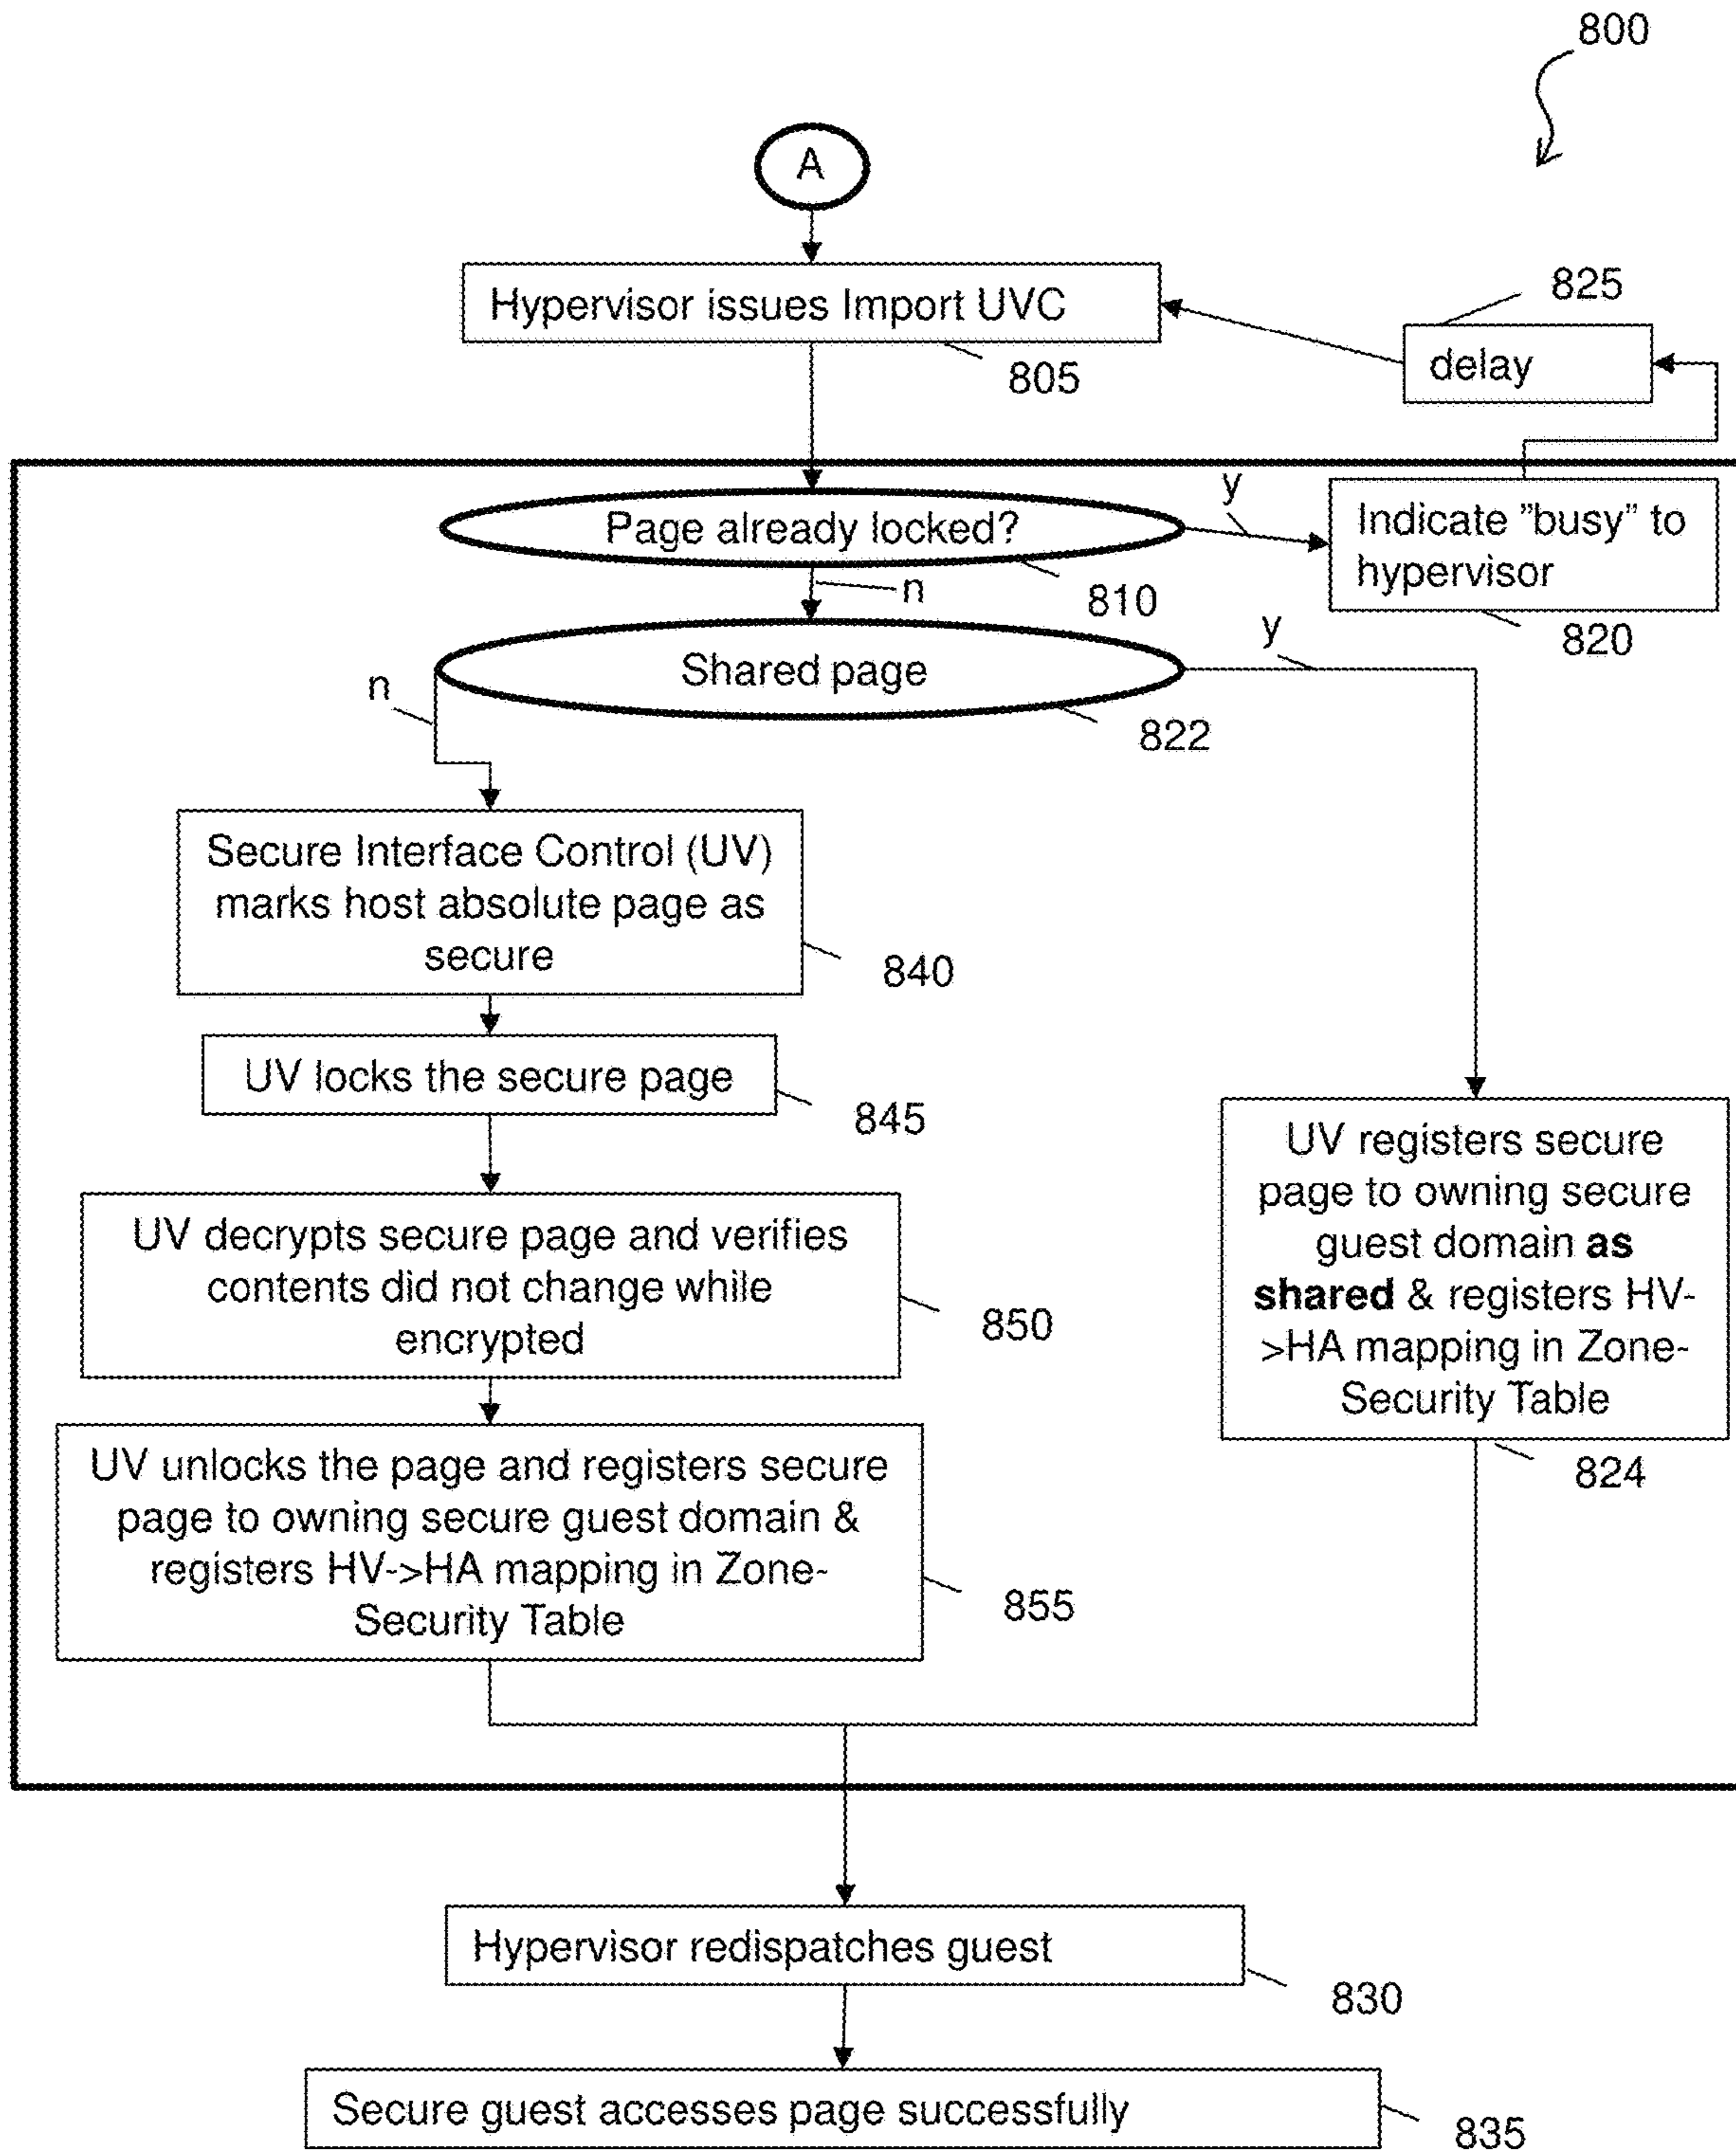 800
A
Hypervisor issues Import UVC
805
825
delay
Page already locked?
810
y
n
Indicate ”busy” to
hypervisor
820
Shared page
822
y
n
Secure Interface Control (UV)
marks host absolute page as
secure
840
UV locks the secure page
845
UV decrypts secure page and verifies
contents did not change while
encrypted
850
UV registers secure
page to owning secure
guest domain as
shared & registers HV-
>HA mapping in Zone-
Security Table
824
UV unlocks the page and registers secure
page to owning secure guest domain &
registers HV->HA mapping in Zone-
Security Table
855
Hypervisor redispatches guest
830
Secure guest accesses page successfully
835